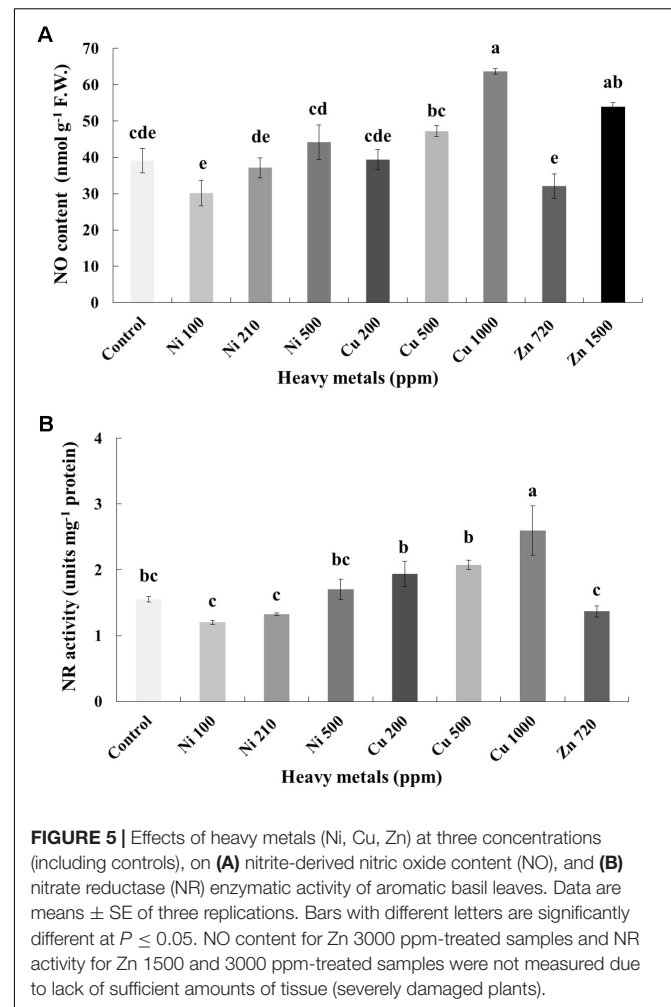 A
NO content (nmol g-1 F.W.)
70
60
50
40
30
20
10
0
cde
e
de
cd
cde
bc
a
e
ab
Control
Ni 100
Ni 210
Ni 500
Cu 200
Cu 500
Cu 1000
Zn 720
Zn 1500
Heavy metals (ppm)
B
NR activity (units mg-1 protein)
4
3
2
1
0
bc
c
c
bc
b
b
a
c
Control
Ni 100
Ni 210
Ni 500
Cu 200
Cu 500
Cu 1000
Zn 720
Heavy metals (ppm)
FIGURE 5 | Effects of heavy metals (Ni, Cu, Zn) at three concentrations
(including controls), on (A) nitrite-derived nitric oxide content (NO), and (B)
nitrate reductase (NR) enzymatic activity of aromatic basil leaves. Data are
means ± SE of three replications. Bars with different letters are significantly
different at P ≤ 0.05. NO content for Zn 3000 ppm-treated samples and NR
activity for Zn 1500 and 3000 ppm-treated samples were not measured due
to lack of sufficient amounts of tissue (severely damaged plants).